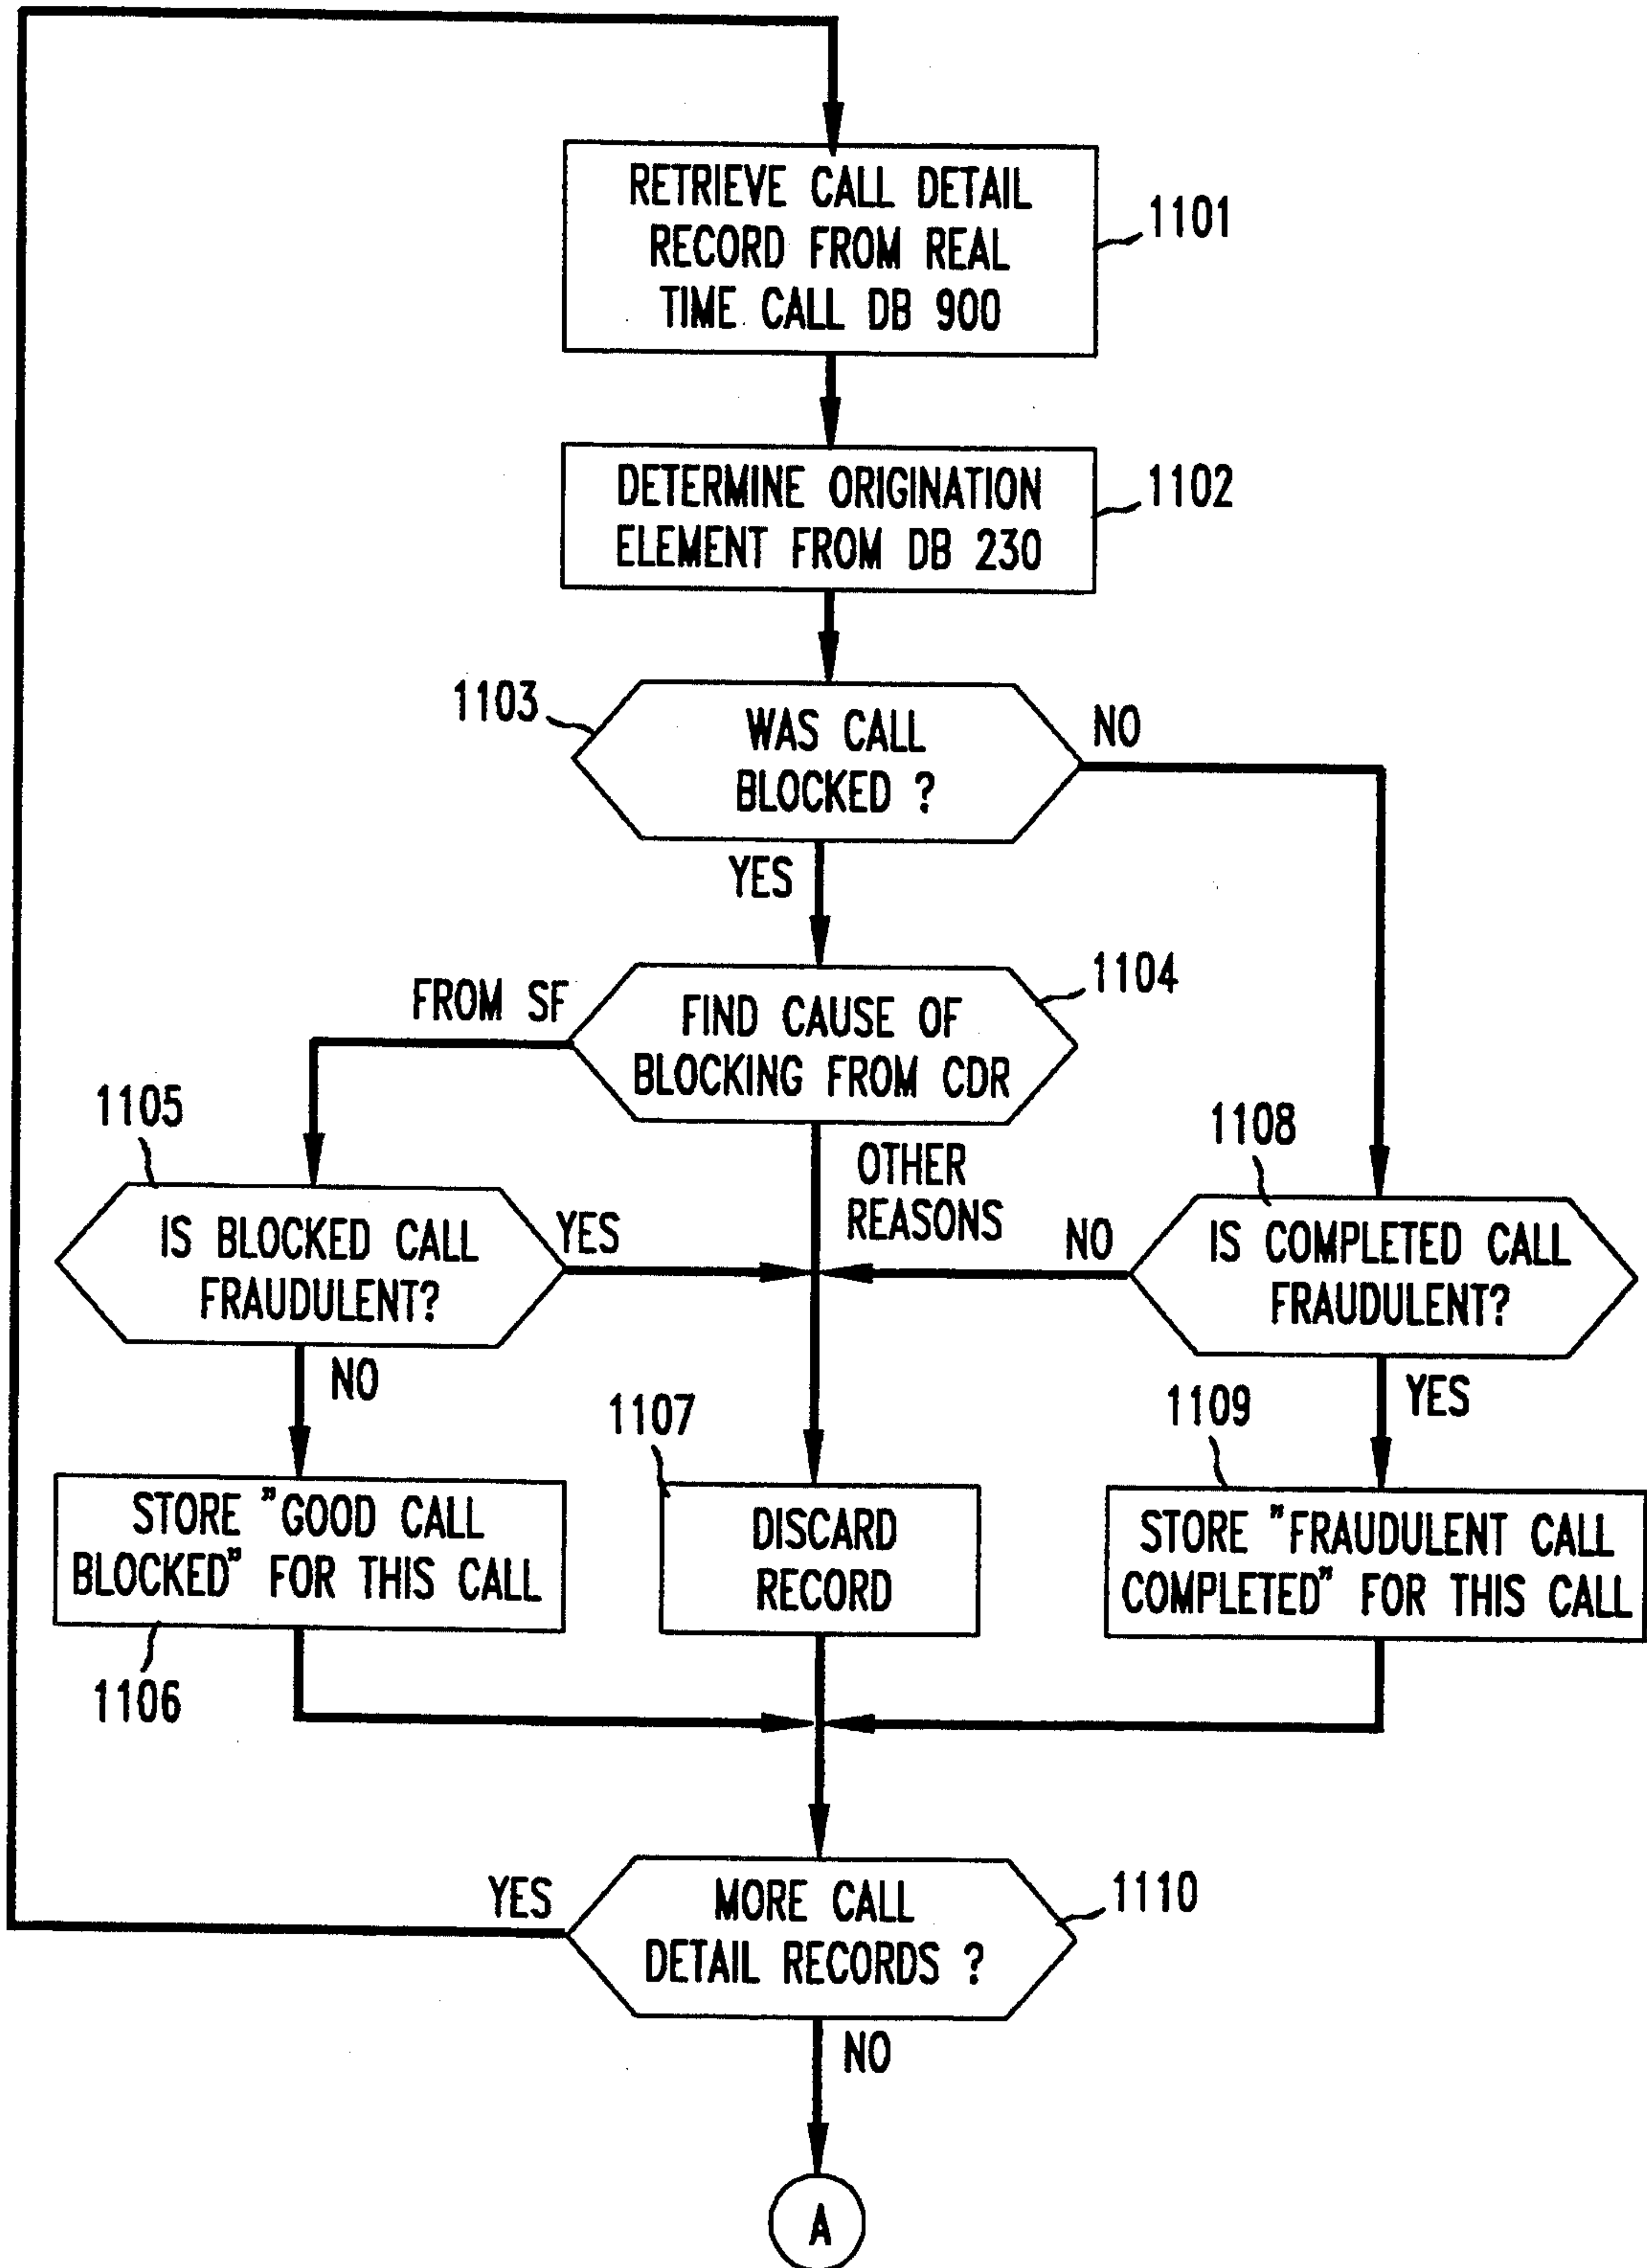 RETRIEVE CALL DETAIL
RECORD FROM REAL
TIME CALL DB 900
1101
DETERMINE ORIGINATION
ELEMENT FROM DB 230
1102
1103
WAS CALL
BLOCKED ?
NO
YES
FROM SF
FIND CAUSE OF
BLOCKING FROM CDR
1104
1105
IS BLOCKED CALL
FRAUDULENT?
YES
OTHER
REASONS
NO
1108
IS COMPLETED CALL
FRAUDULENT?
NO
YES
1107
1109
STORE "GOOD CALL
BLOCKED" FOR THIS CALL
1106
DISCARD
RECORD
STORE "FRAUDULENT CALL
COMPLETED" FOR THIS CALL
YES
MORE CALL
DETAIL RECORDS ?
1110
NO
A